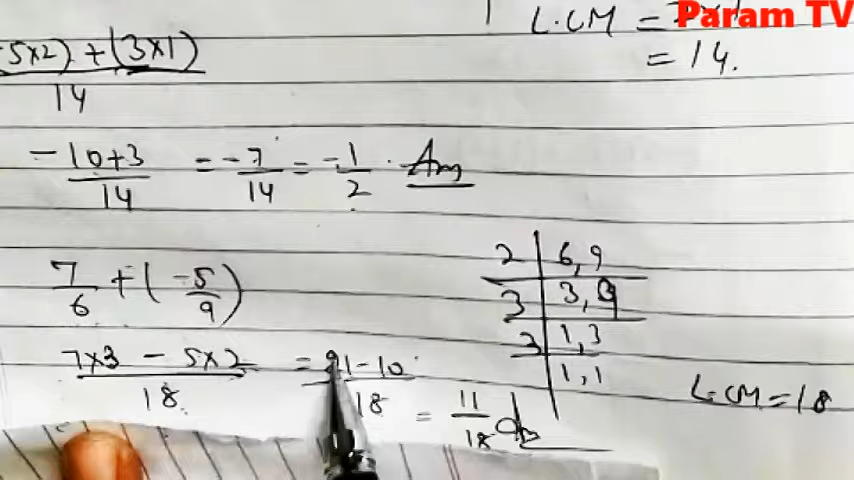 L.CM =
Param TV
= 14.
5x2) + (3x1)
14
-10+3 / 14 = -7/14 = -1/2 . Ans
7/6 + (-5/9)
2 | 6, 9
3 | 3, 9
3 | 1, 3
1, 1
L.CM = 18
7x3 - 5x2 / 18 = 21-10 / 18 = 11/18